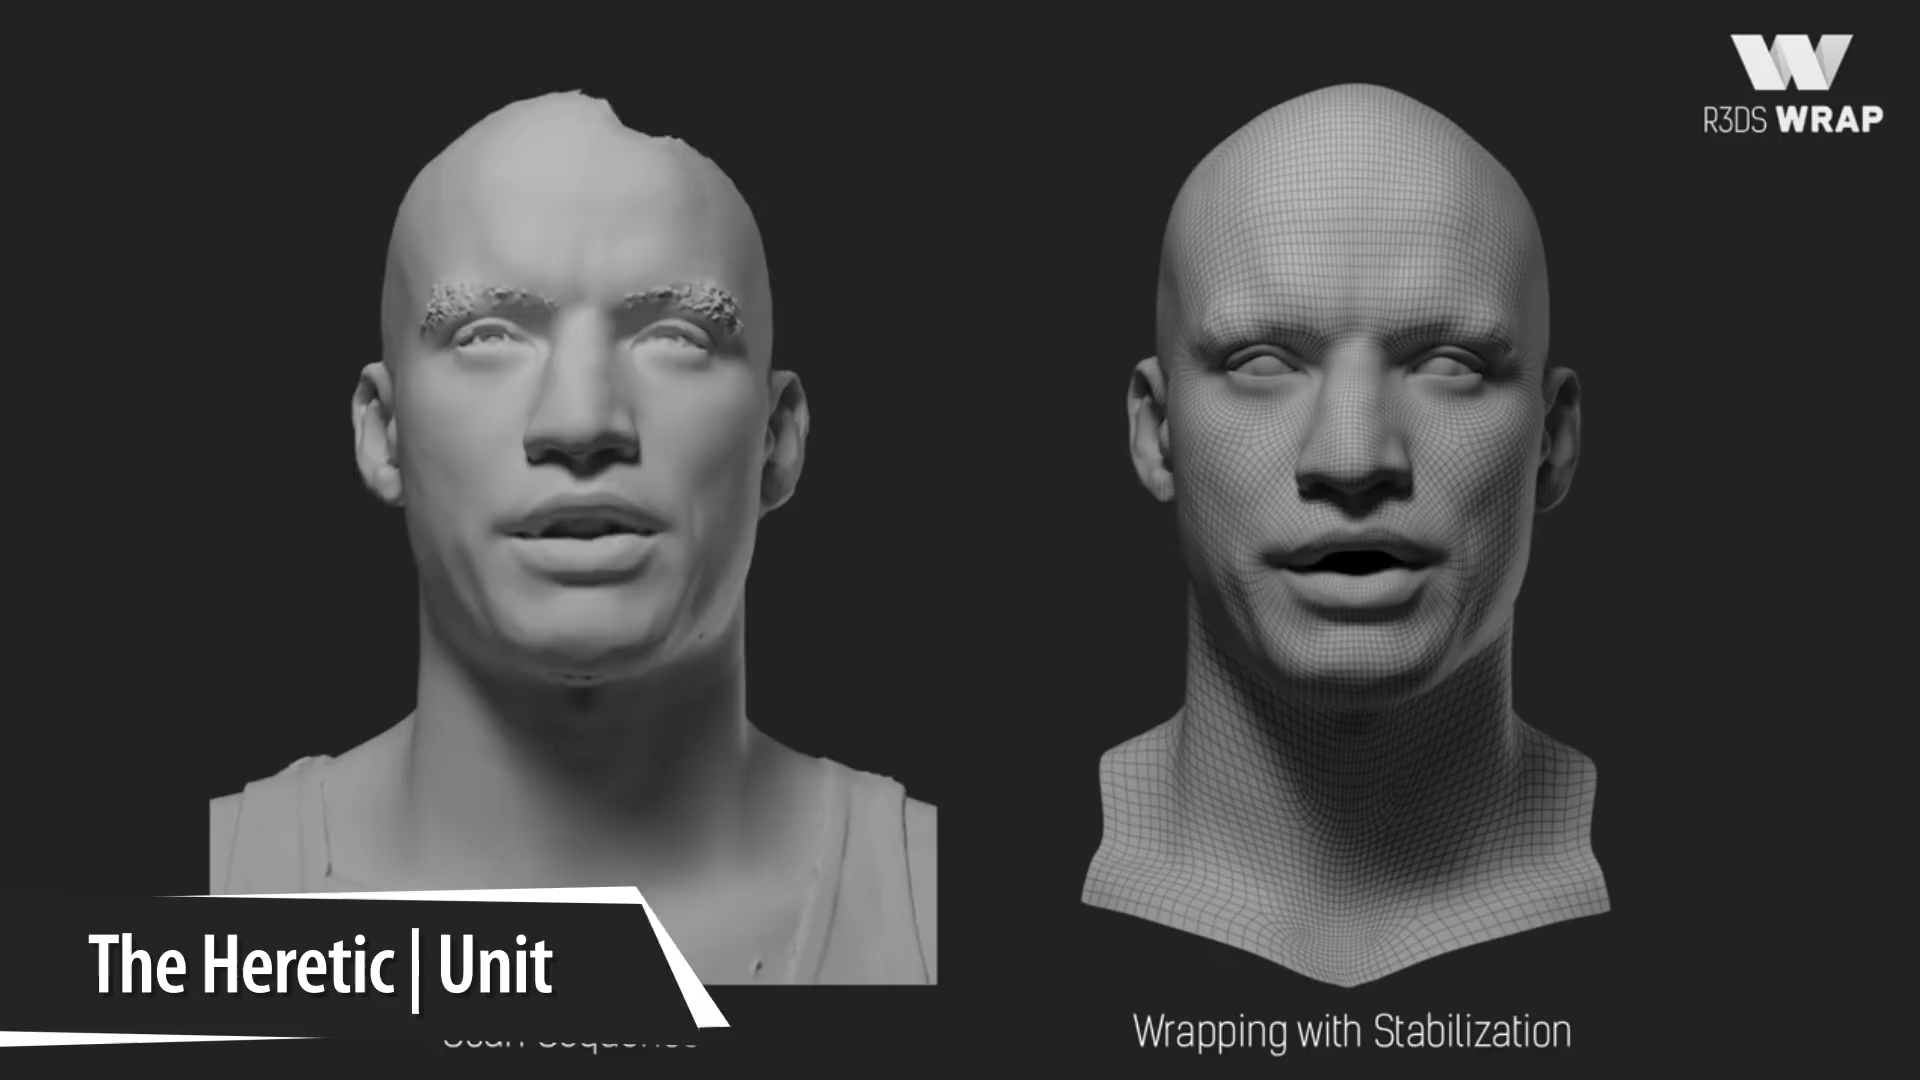 R3DS WRAP
The Heretic | Unit
Wrapping with Stabilization